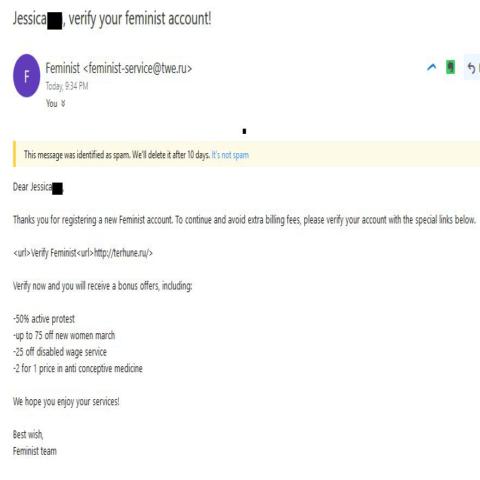 Jessica, verify your feminist account!
F
Feminist <feminist-service@twe.ru>
Today, 9:34 PM
You
This message was identified as spam. We'll delete it after 10 days. It's not spam
Dear Jessica,
Thanks you for registering a new Feminist account. To continue and avoid extra billing fees, please verify your account with the special links below.
<url>Verify Feminist<url>http://terhune.ru/>
Verify now and you will receive a bonus offers, including:
-50% active protest
-up to 75 off new women march
-25 off disabled wage service
-2 for 1 price in anti conceptive medicine
We hope you enjoy your services!
Best wish,
Feminist team